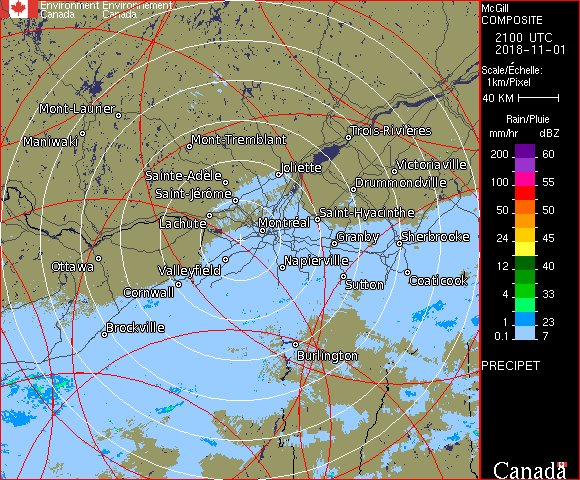 Environment Environnement
Canada Canada
McGill
COMPOSITE
2100 UTC
2018-11-01
Scale/Échelle:
1km/Pixel
40 KM
Rain/Pluie
mm/hr dBZ
200 60
100 55
50 50
24 45
12 40
4 33
1 23
0.1 7
PRECIPET
Canada
Mont-Laurier
Maniwaki
Mont-Tremblant
Trois-Rivières
Sainte-Adèle
Joliette
Victoriaville
Drummondville
Saint-Jérôme
Lachute
Montréal
Saint-Hyacinthe
Granby
Sherbrooke
Ottawa
Valleyfield
Napierville
Cornwall
Sutton
Coaticook
Brockville
Burlington